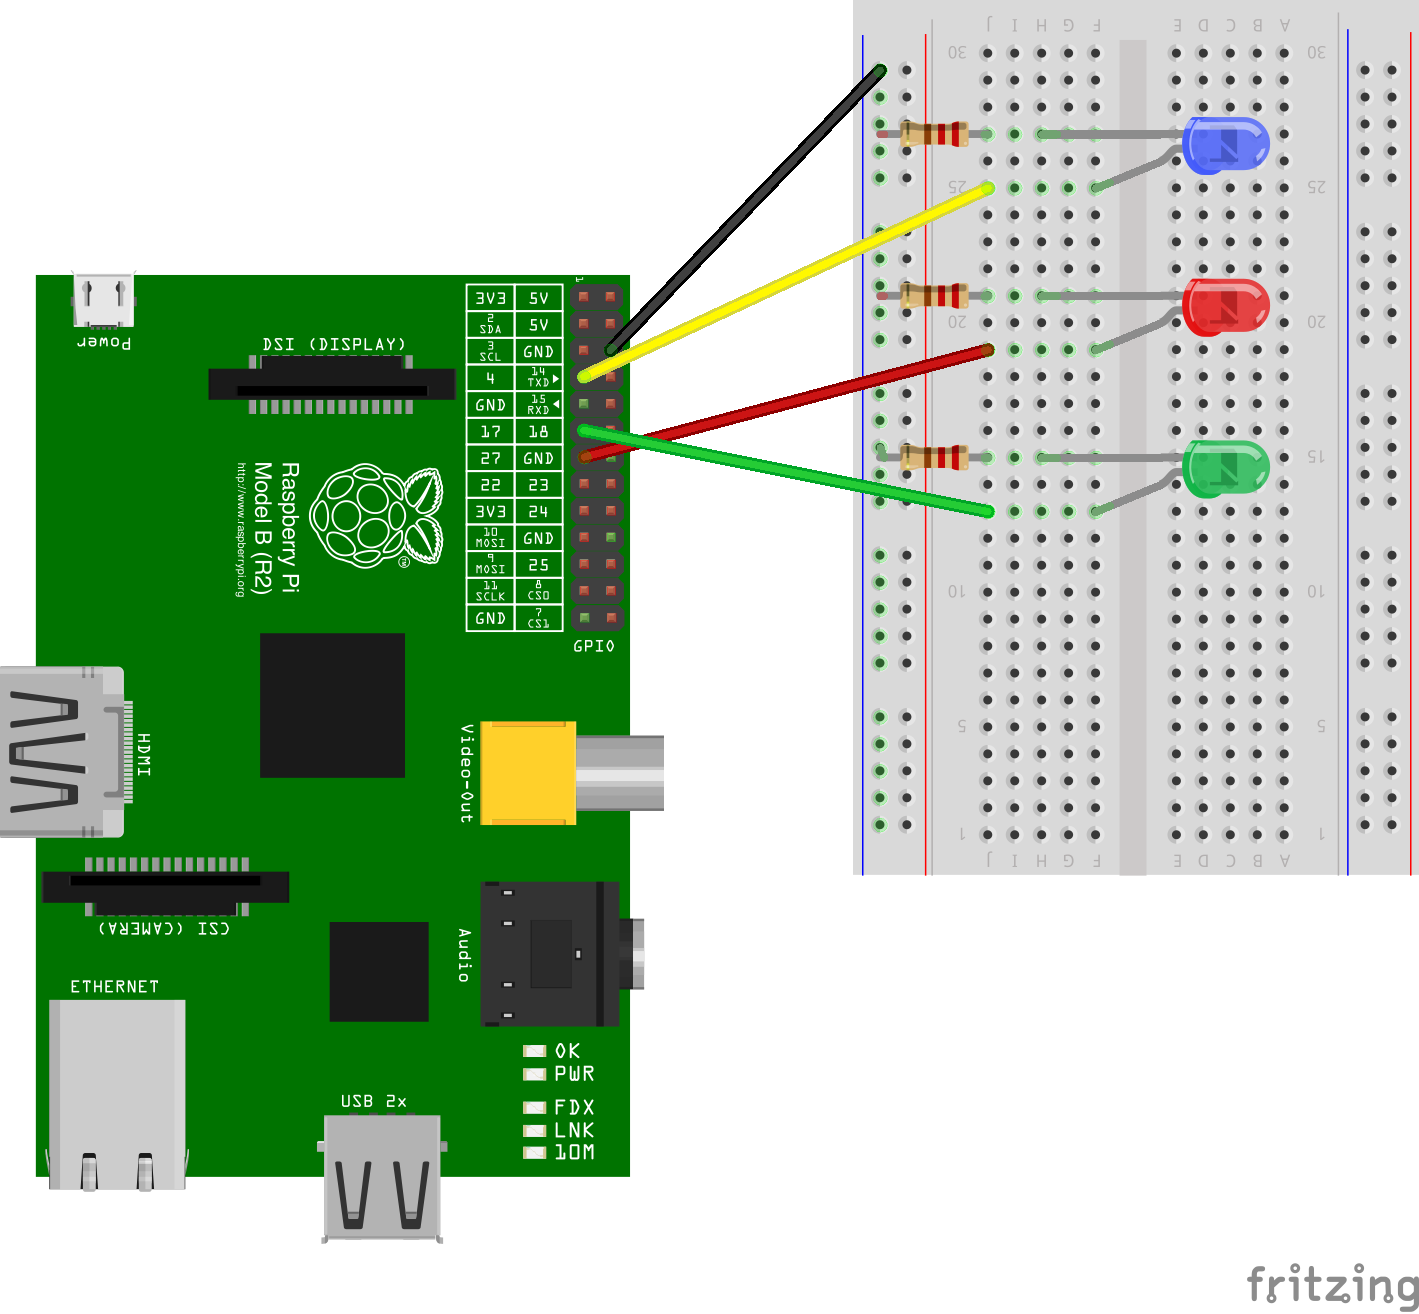 J I H G F E D C B A
30 30
25 25
20 20
15 15
10 10
5 5
1 1
J I H G F E D C B A
Power
DSI (DISPLAY)
1
3V3 5V
2 SDA 5V
3 SCL GND
4 14 TXD
GND 15 RXD
17 18
27 GND
22 23
3V3 24
10 MOSI GND
9 MOSI 25
11 SCLK 8 CS0
GND 7 CS1
GPIO
Raspberry Pi
Model B (R2)
http://www.raspberrypi.org
TM
HDMI
Video-Out
CSI (CAMERA)
Audio
ETHERNET
USB 2x
OK
PWR
FDX
LNK
10M
fritzing